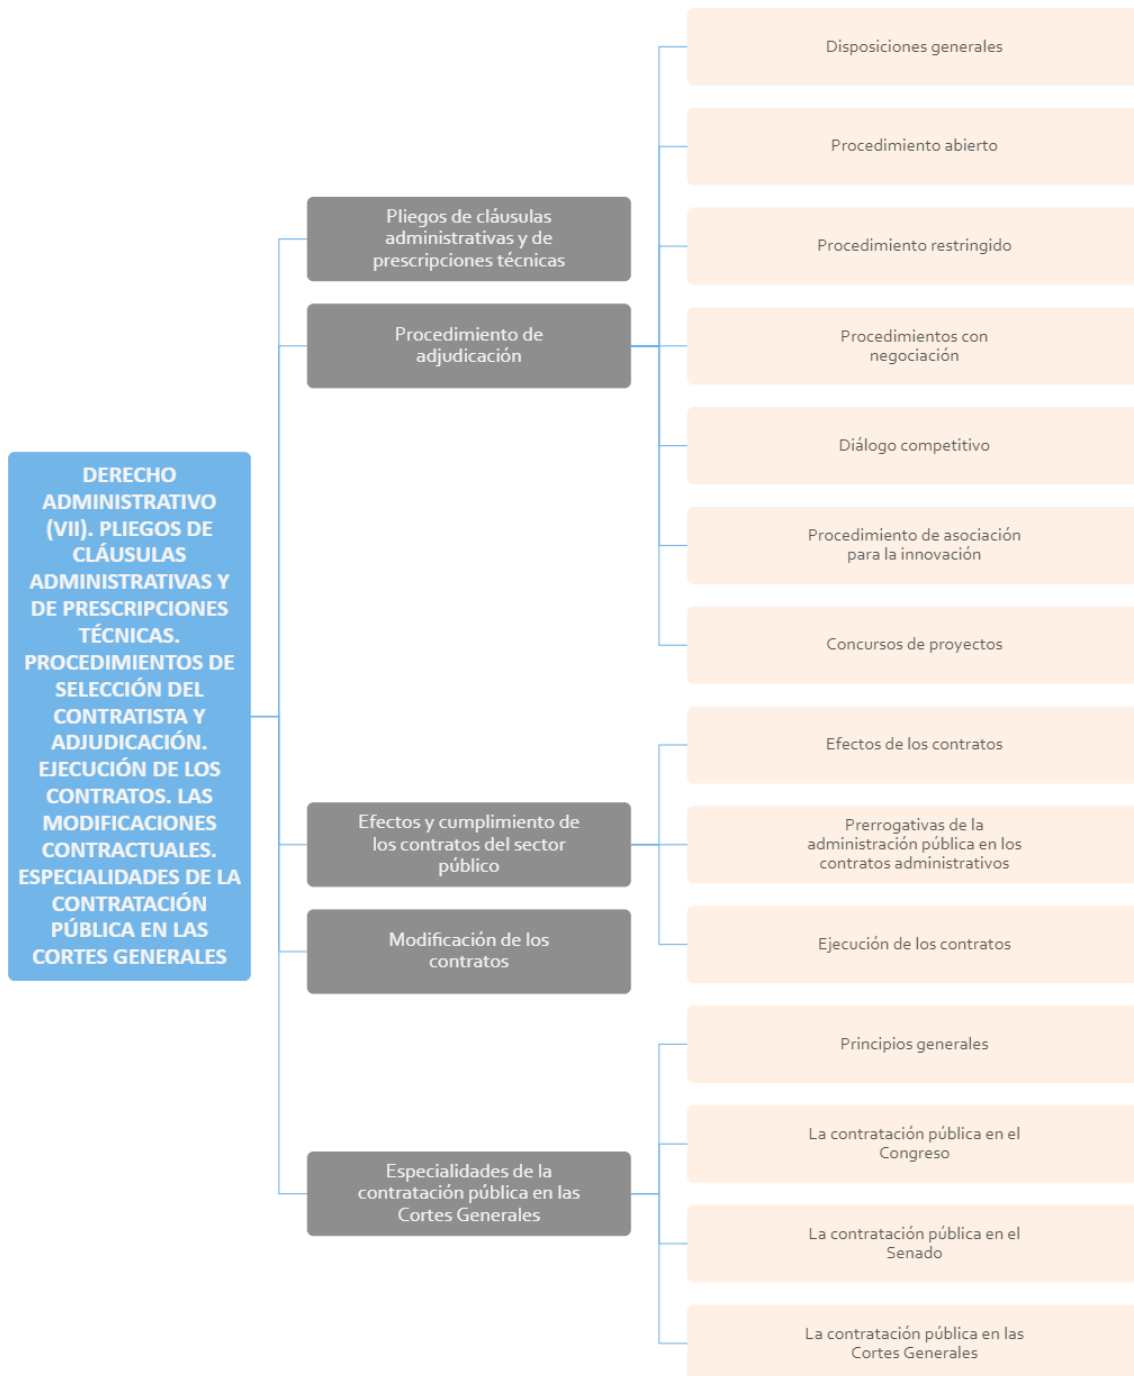 DERECHO
ADMINISTRATIVO
(VII). PLIEGOS DE
CLÁUSULAS
ADMINISTRATIVAS Y
DE PRESCRIPCIONES
TÉCNICAS.
PROCEDIMIENTOS DE
SELECCIÓN DEL
CONTRATISTA Y
ADJUDICACIÓN.
EJECUCIÓN DE LOS
CONTRATOS. LAS
MODIFICACIONES
CONTRACTUALES.
ESPECIALIDADES DE LA
CONTRATACIÓN
PÚBLICA EN LAS
CORTES GENERALES
Pliegos de cláusulas
administrativas y de
prescripciones técnicas
Procedimiento de
adjudicación
Disposiciones generales
Procedimiento abierto
Procedimiento restringido
Procedimientos con
negociación
Diálogo competitivo
Procedimiento de asociación
para la innovación
Concursos de proyectos
Efectos y cumplimiento de
los contratos del sector
público
Efectos de los contratos
Prerrogativas de la
administración pública en los
contratos administrativos
Ejecución de los contratos
Modificación de los
contratos
Especialidades de la
contratación pública en las
Cortes Generales
Principios generales
La contratación pública en el
Congreso
La contratación pública en el
Senado
La contratación pública en las
Cortes Generales